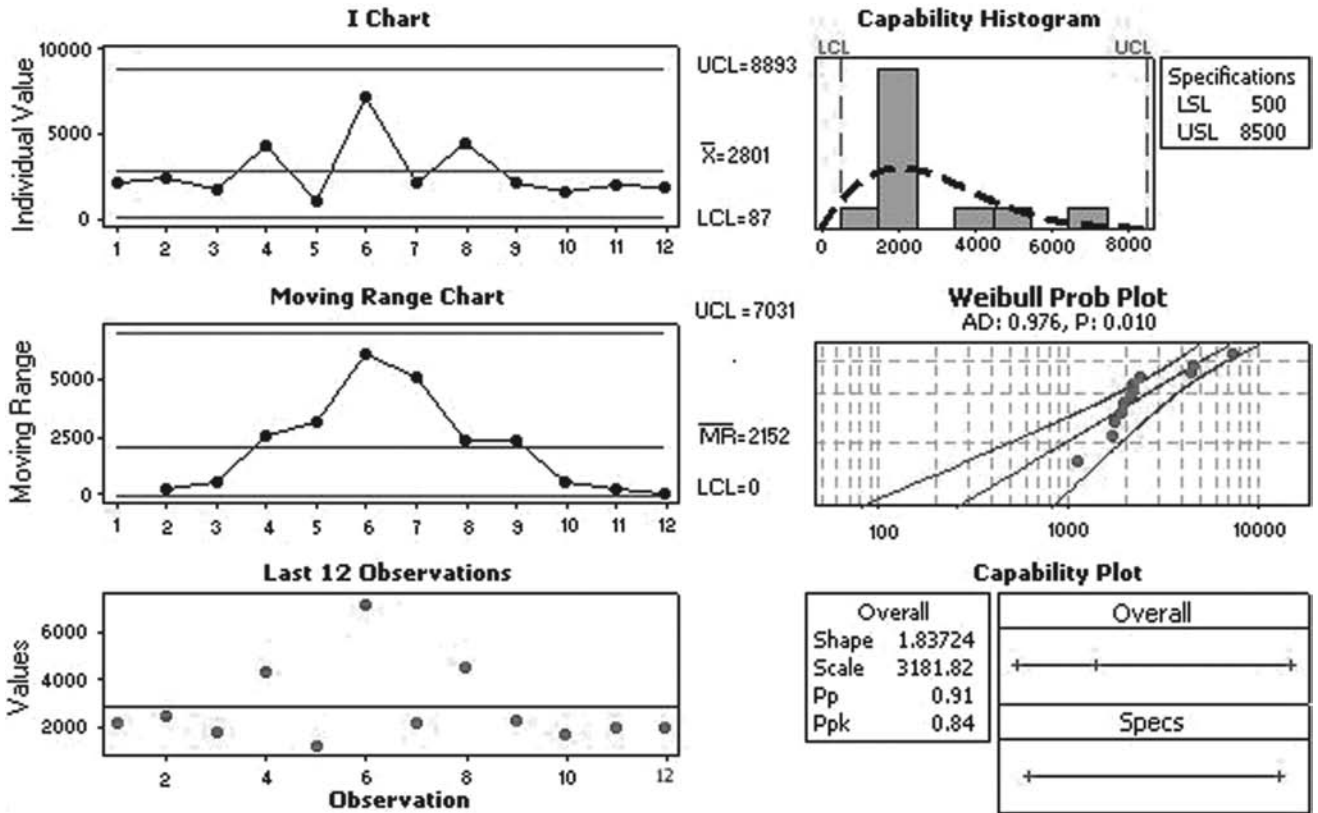 I Chart
Individual Value
10000
5000
0
1 2 3 4 5 6 7 8 9 10 11 12
UCL=8893
X̅=2801
LCL=87
Capability Histogram
LCL UCL
0 2000 4000 6000 8000
Specifications
LSL 500
USL 8500
Moving Range Chart
Moving Range
5000
2500
0
1 2 3 4 5 6 7 8 9 10 11 12
UCL=7031
M̅R̅=2152
LCL=0
Weibull Prob Plot
AD: 0.976, P: 0.010
100 1000 10000
Last 12 Observations
Values
6000
4000
2000
2 4 6 8 10 12
Observation
Capability Plot
Overall
Shape 1.83724
Scale 3181.82
Pp 0.91
Ppk 0.84
Overall
Specs